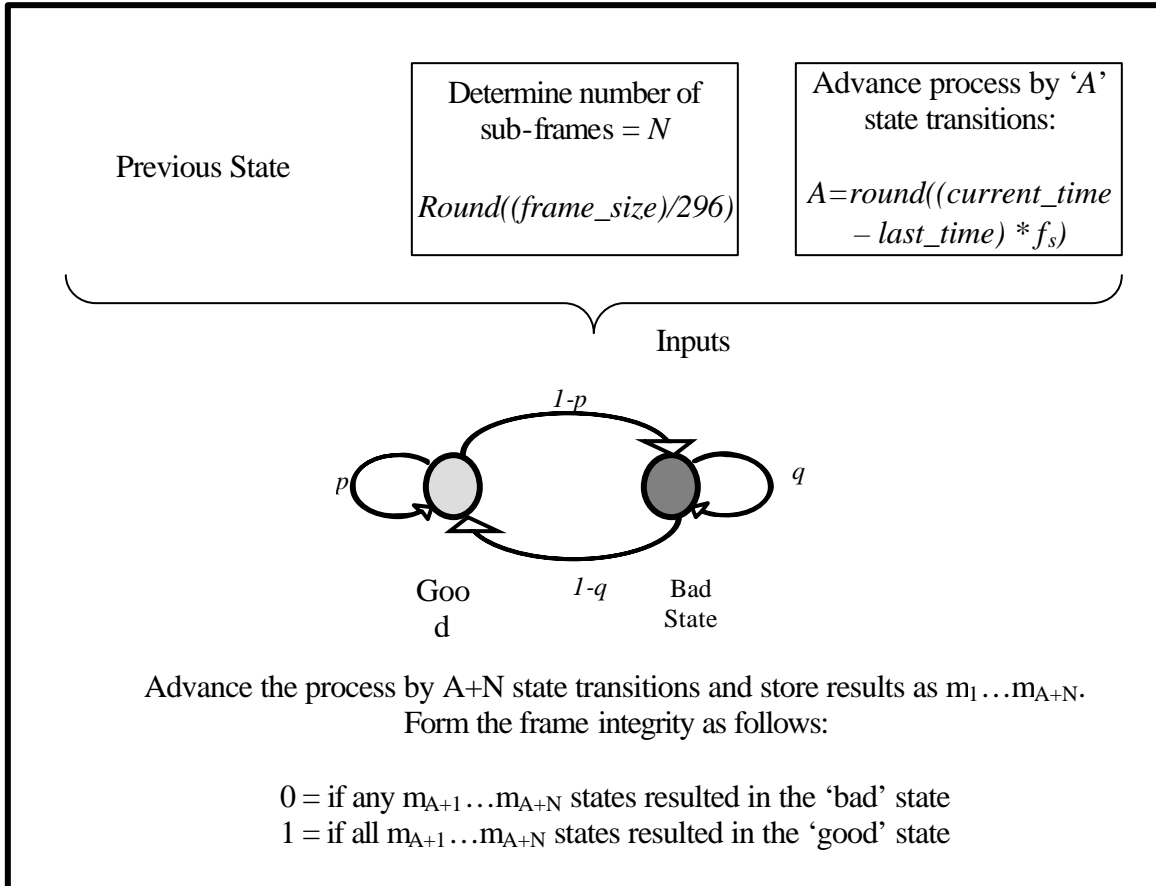 Previous State
Determine number of
sub-frames = N
Round((frame_size)/296)
Advance process by ‘A’
state transitions:
A=round((current_time
– last_time) * fs)
Inputs
1-p
p
q
1-q
Goo
d
Bad
State
Advance the process by A+N state transitions and store results as m1…mA+N.
Form the frame integrity as follows:
0 = if any mA+1…mA+N states resulted in the ‘bad’ state
1 = if all mA+1…mA+N states resulted in the ‘good’ state